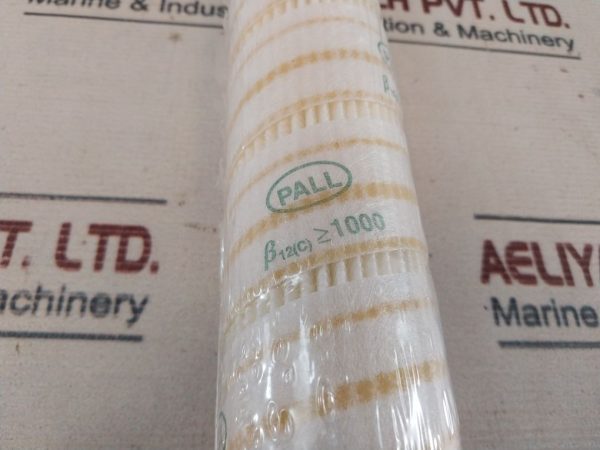 H PVT. LTD.
Marine & Indus
tion & Machinery
PALL
β12(C) ≥1000
T. LTD.
achinery
AELIY
Marine